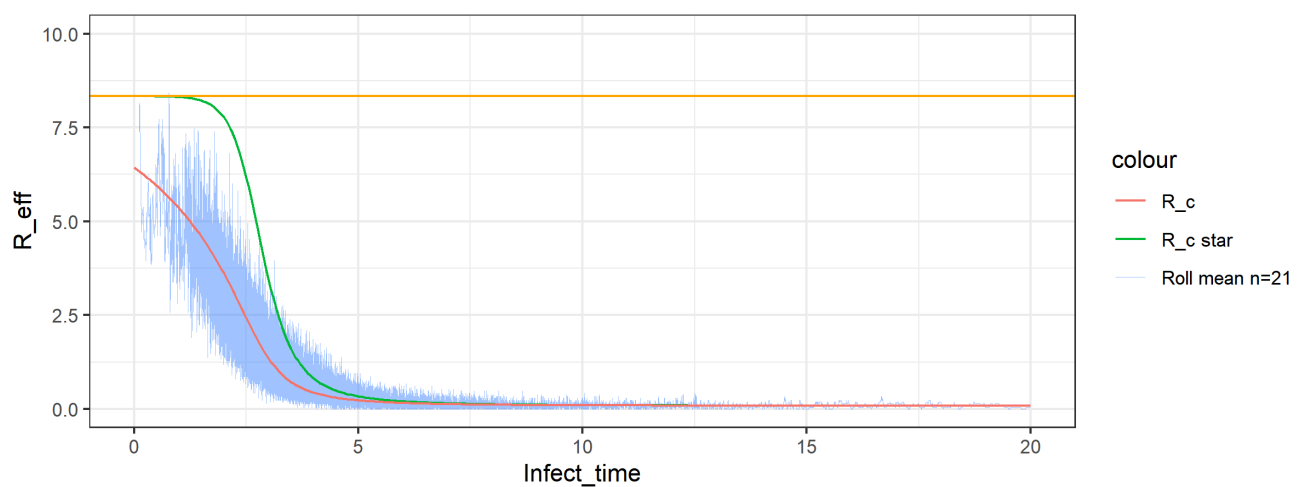 10.0
7.5
5.0
2.5
0.0
R_eff
0
5
10
15
20
Infect_time
colour
R_c
R_c star
Roll mean n=21